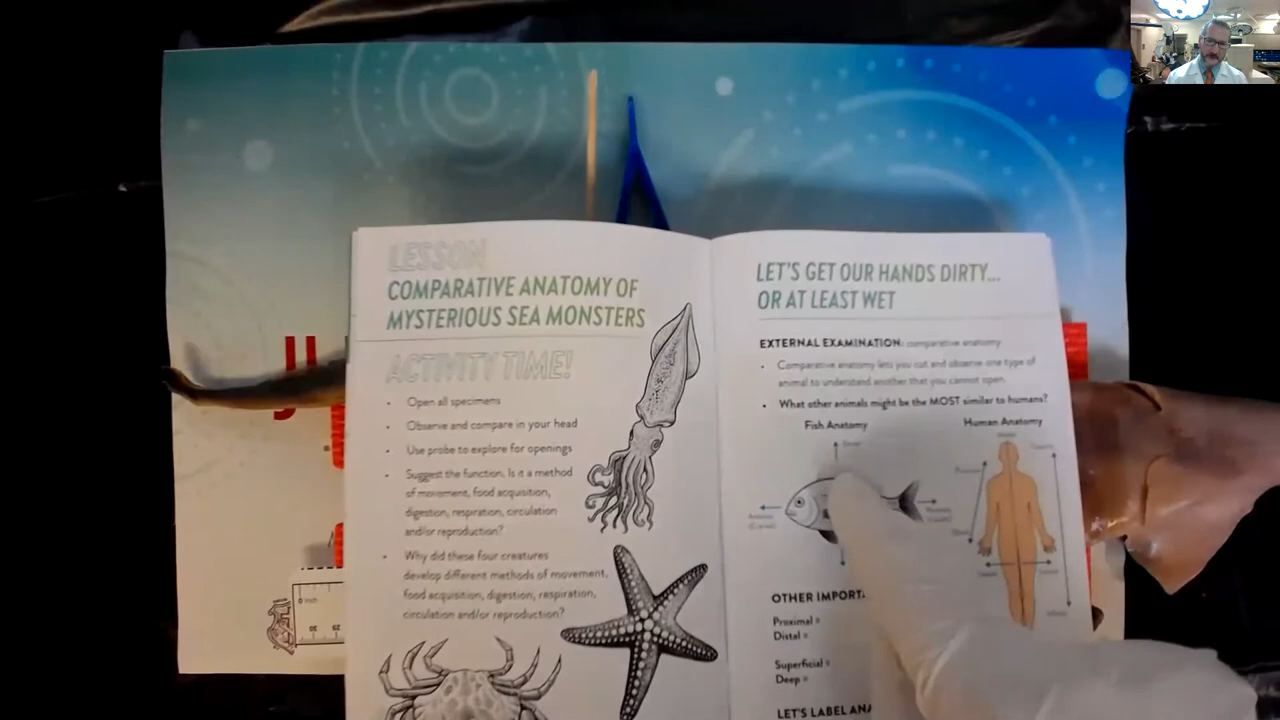 LESSON
COMPARATIVE ANATOMY OF
MYSTERIOUS SEA MONSTERS
ACTIVITY TIME!
• Open all specimens
• Observe and compare in your head
• Use probe to explore for openings
• Suggest the function. Is it a method
of movement, food acquisition,
digestion, respiration, circulation
and/or reproduction?
• Why did these four creatures
develop different methods of movement,
food acquisition, digestion, respiration,
circulation and/or reproduction?
LET'S GET OUR HANDS DIRTY...
OR AT LEAST WET
EXTERNAL EXAMINATION: comparative anatomy
• Comparative anatomy lets you cut and observe one type of
animal to understand another that you cannot open.
• What other animals might be the MOST similar to humans?
Fish Anatomy
Human Anatomy
OTHER IMPORT
Proximal =
Distal =
Superficial =
Deep =
LET'S LABEL ANA
0 inch